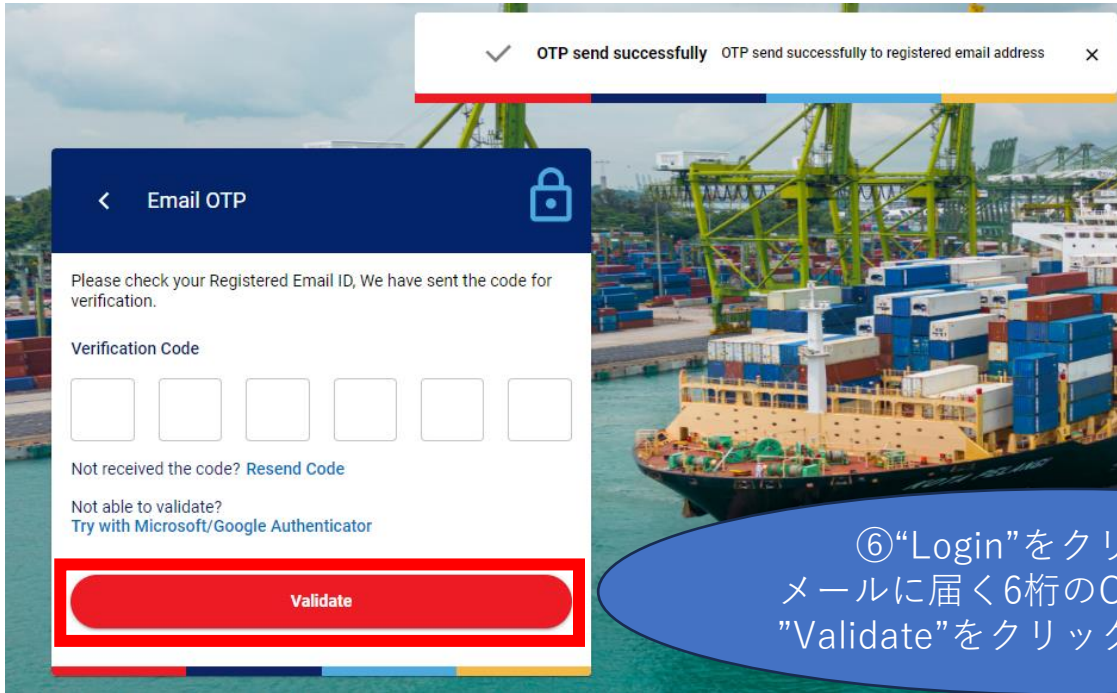 OTP send successfully OTP send successfully to registered email address
Email OTP
Please check your Registered Email ID, We have sent the code for
verification.
Verification Code
Not received the code? Resend Code
Not able to validate?
Try with Microsoft/Google Authenticator
Validate
KOTA PELANGI
⑥“Login”をクリ
メールに届く6桁のO
”Validate”をクリック